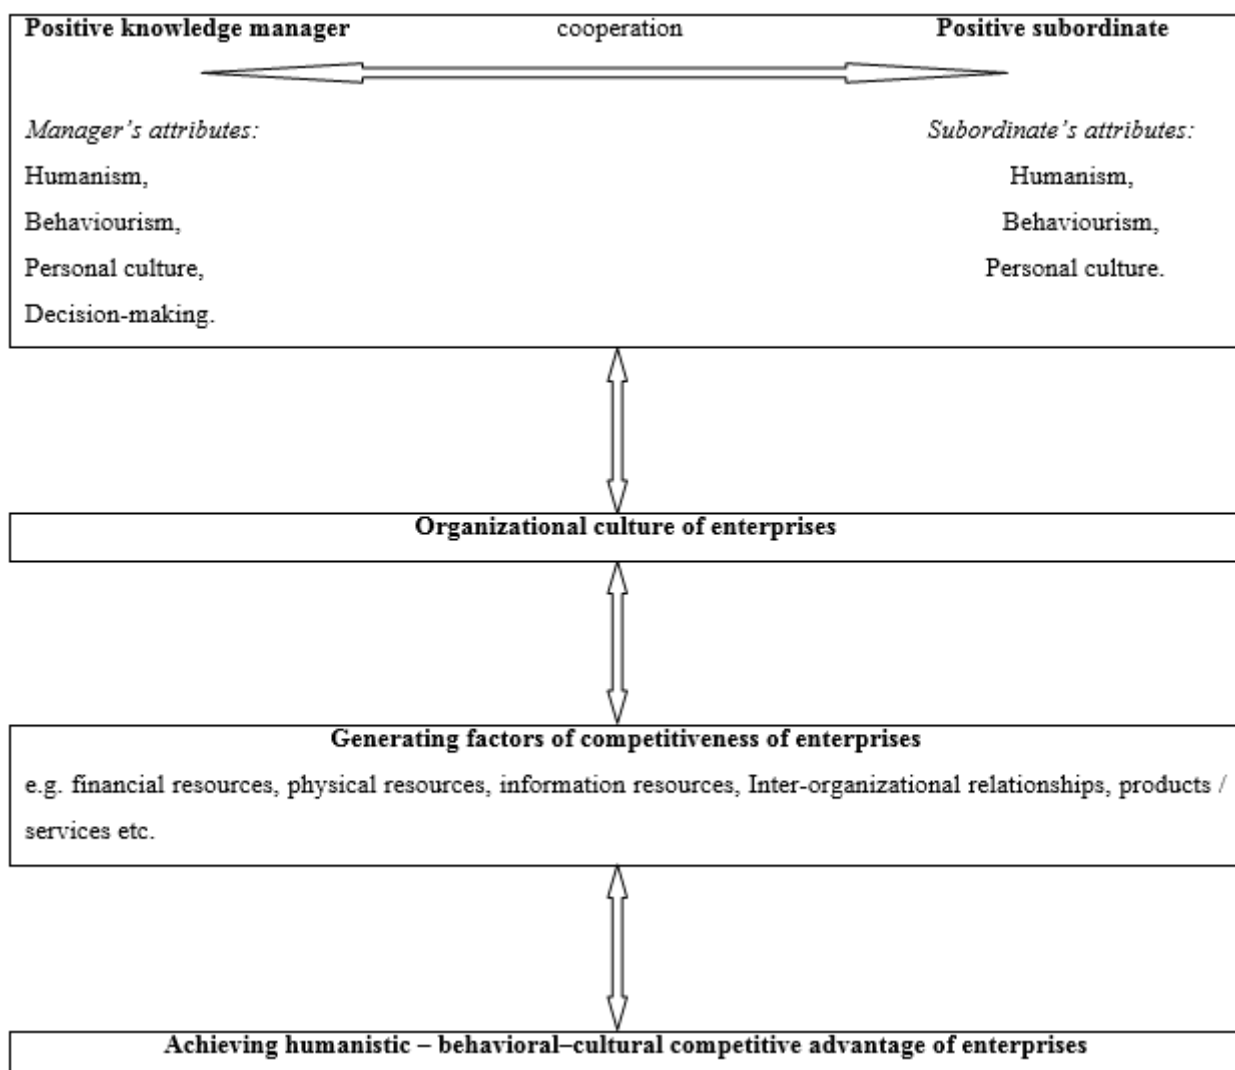 Positive knowledge manager cooperation Positive subordinate
Manager’s attributes: Subordinate’s attributes:
Humanism, Humanism,
Behaviourism, Behaviourism,
Personal culture, Personal culture.
Decision-making.
Organizational culture of enterprises
Generating factors of competitiveness of enterprises
e.g. financial resources, physical resources, information resources, Inter-organizational relationships, products /
services etc.
Achieving humanistic – behavioral–cultural competitive advantage of enterprises